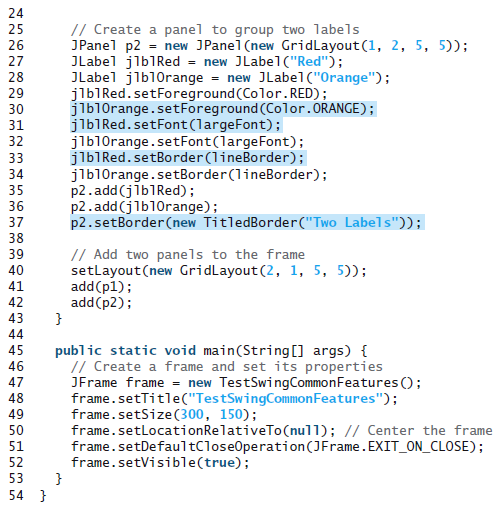 24
25 // Create a panel to group two labels
26 JPanel p2 = new JPanel(new GridLayout(1, 2, 5, 5));
27 JLabel jlblRed = new JLabel("Red");
28 JLabel jlblOrange = new JLabel("Orange");
29 jlblRed.setForeground(Color.RED);
30 jlblOrange.setForeground(Color.ORANGE);
31 jlblRed.setFont(largeFont);
32 jlblOrange.setFont(largeFont);
33 jlblRed.setBorder(lineBorder);
34 jlblOrange.setBorder(lineBorder);
35 p2.add(jlblRed);
36 p2.add(jlblOrange);
37 p2.setBorder(new TitledBorder("Two Labels"));
38
39 // Add two panels to the frame
40 setLayout(new GridLayout(2, 1, 5, 5));
41 add(p1);
42 add(p2);
43 }
44
45 public static void main(String[] args) {
46 // Create a frame and set its properties
47 JFrame frame = new TestSwingCommonFeatures();
48 frame.setTitle("TestSwingCommonFeatures");
49 frame.setSize(300, 150);
50 frame.setLocationRelativeTo(null); // Center the frame
51 frame.setDefaultCloseOperation(JFrame.EXIT_ON_CLOSE);
52 frame.setVisible(true);
53 }
54 }